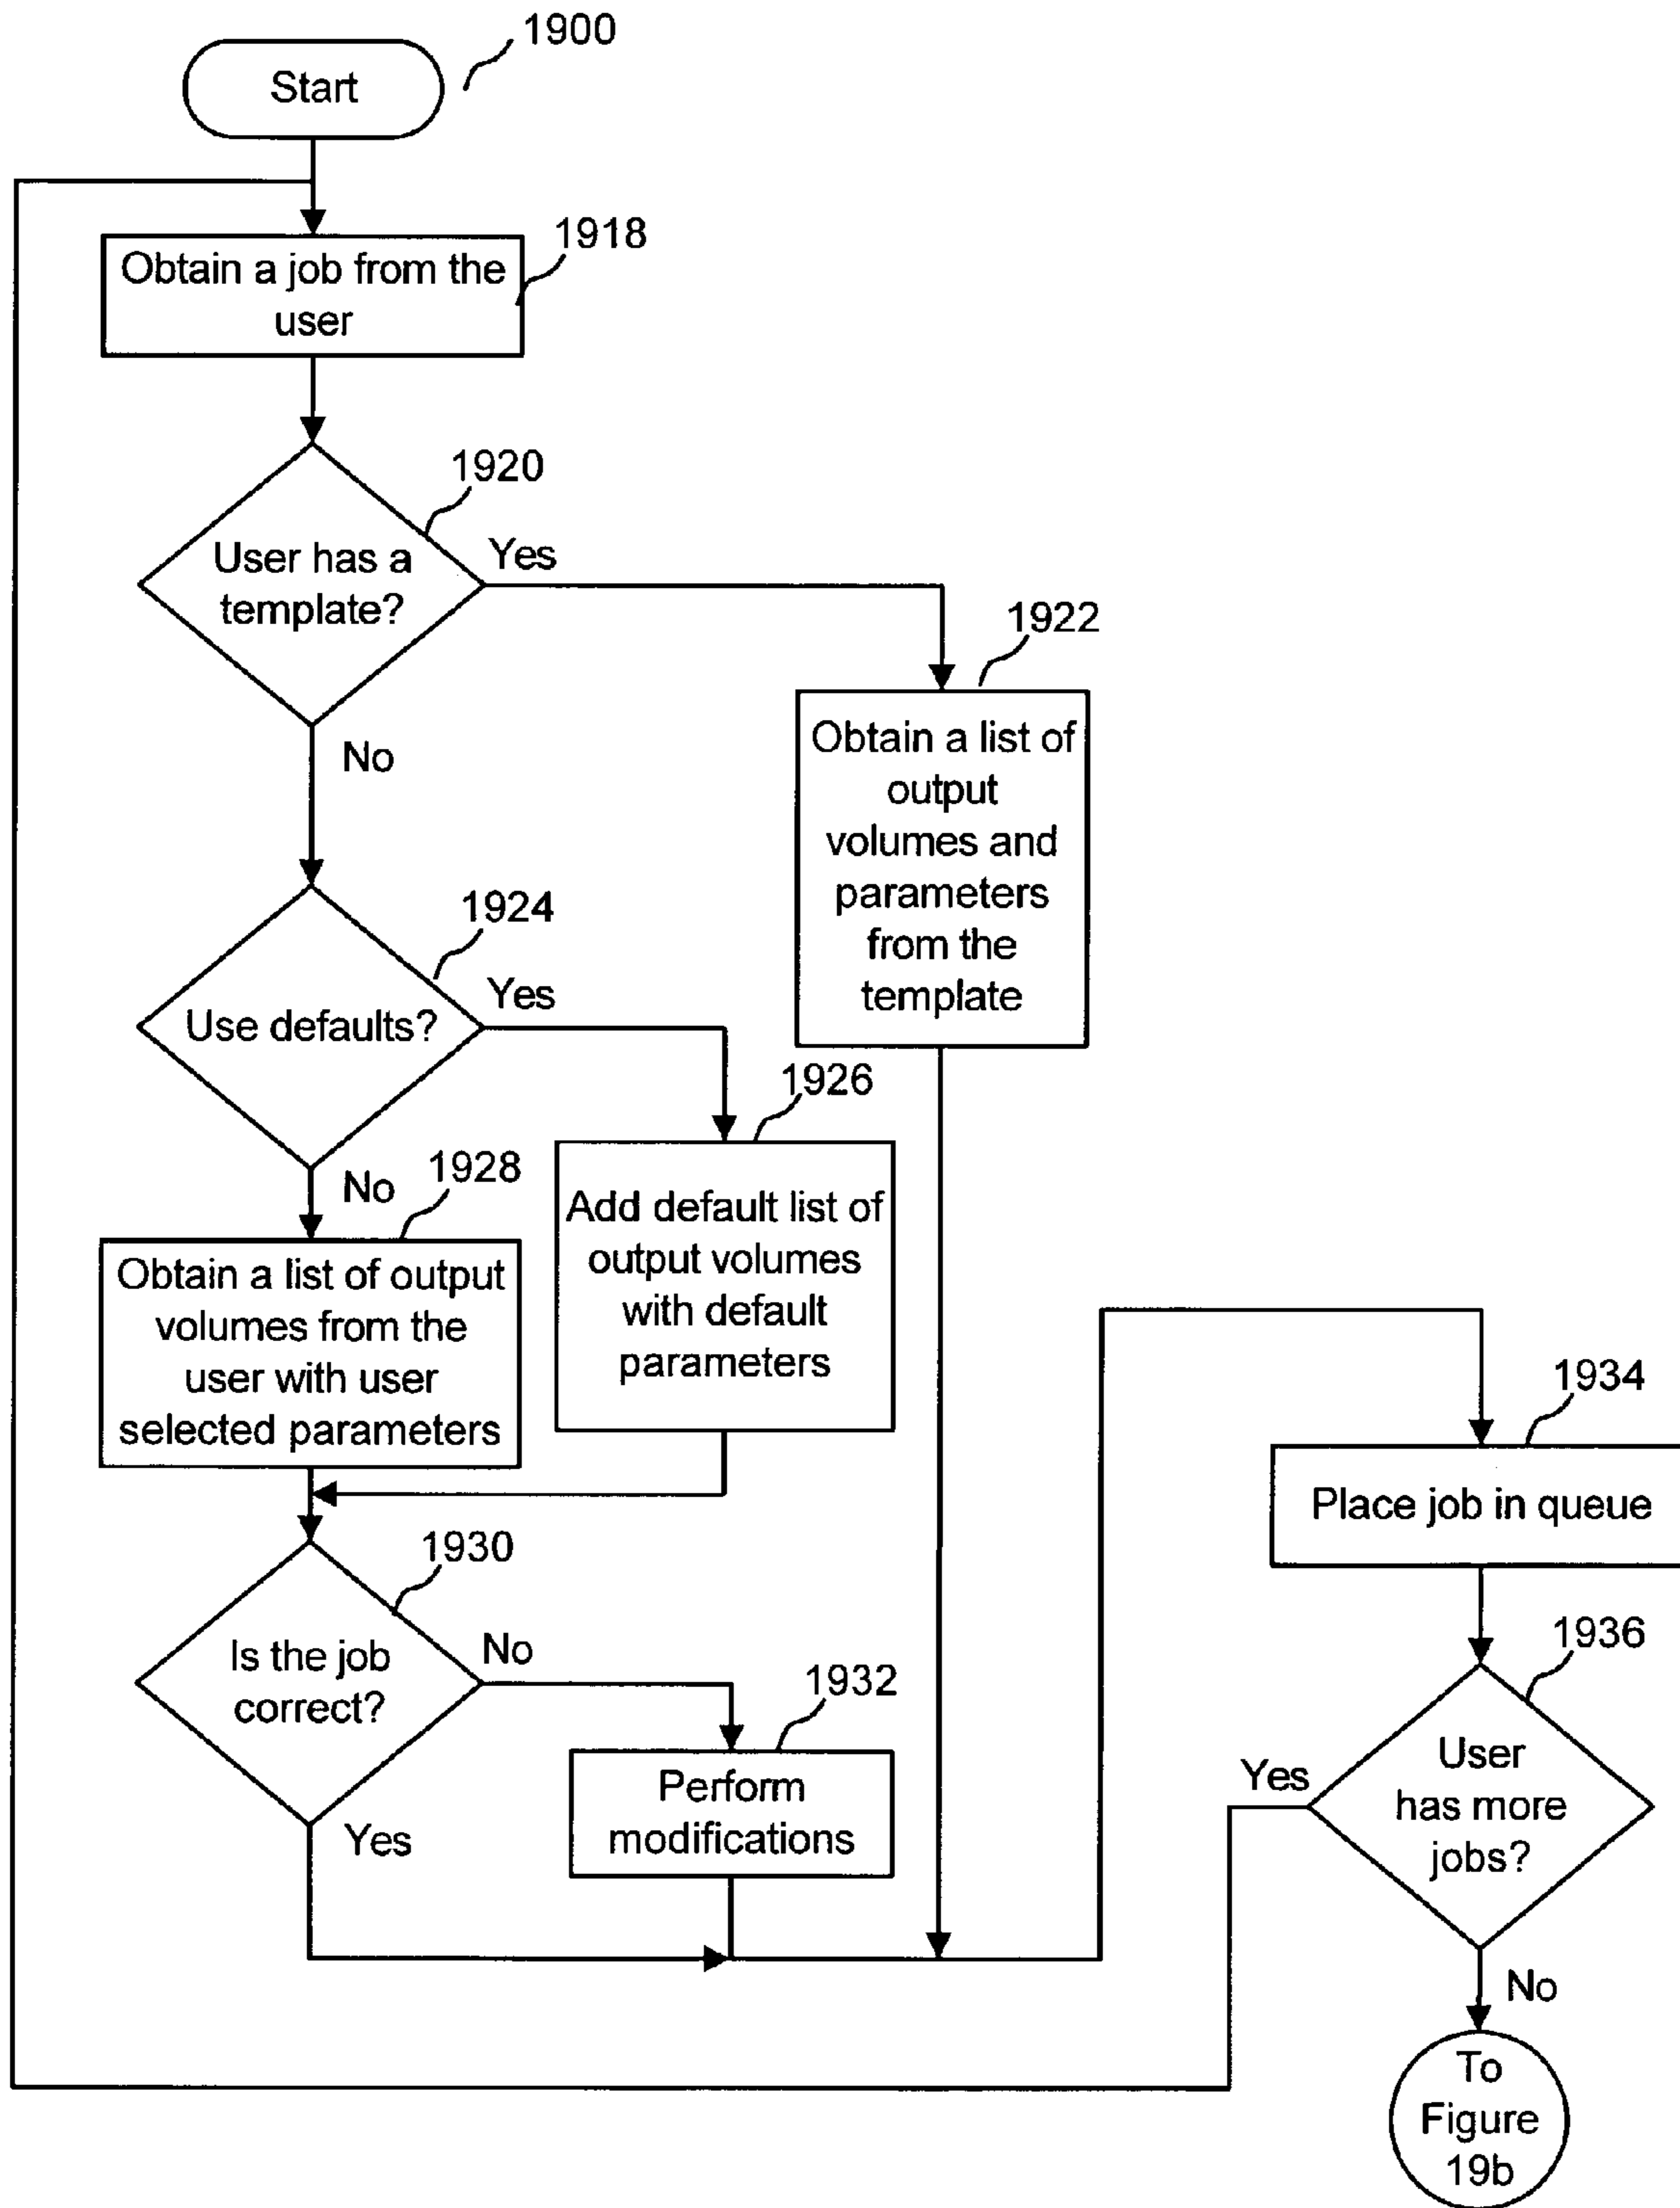 1900
Start
1918
Obtain a job from the
user
1920
User has a
template?
Yes
No
1922
Obtain a list of
output
volumes and
parameters
from the
template
1924
Use defaults?
Yes
No
1926
Add default list of
output volumes
with default
parameters
1928
Obtain a list of output
volumes from the
user with user
selected parameters
1930
Is the job
correct?
No
Yes
1932
Perform
modifications
1934
Place job in queue
1936
User
has more
jobs?
Yes
No
To
Figure
19b